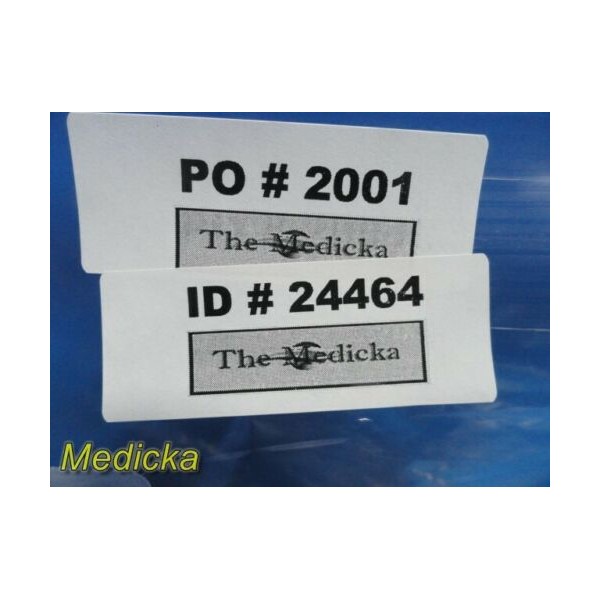 PO # 2001
The Medicka
ID # 24464
The Medicka
Medicka